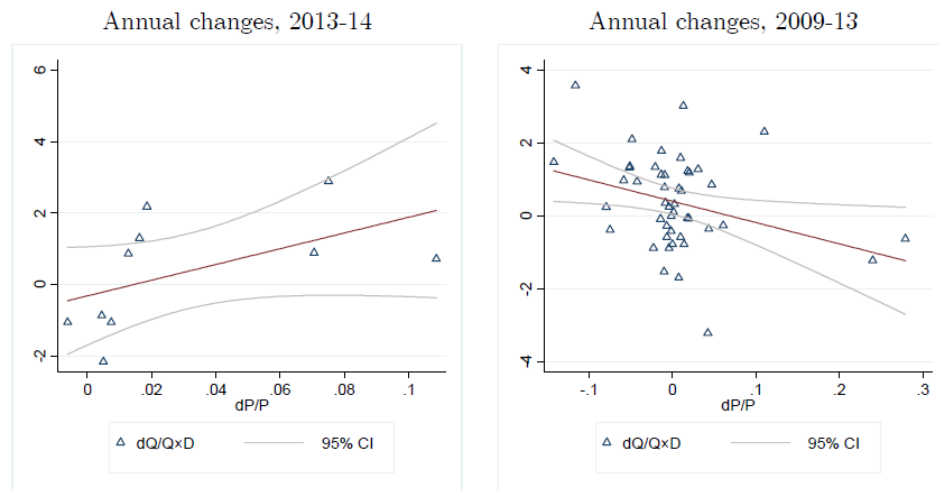 Annual changes, 2013-14
6
4
2
0
-2
0
.02
.04
.06
.08
.1
dP/P
dQ/Q×D
95% CI
Annual changes, 2009-13
4
2
0
-2
-4
-.1
0
.1
.2
.3
dP/P
dQ/Q×D
95% CI